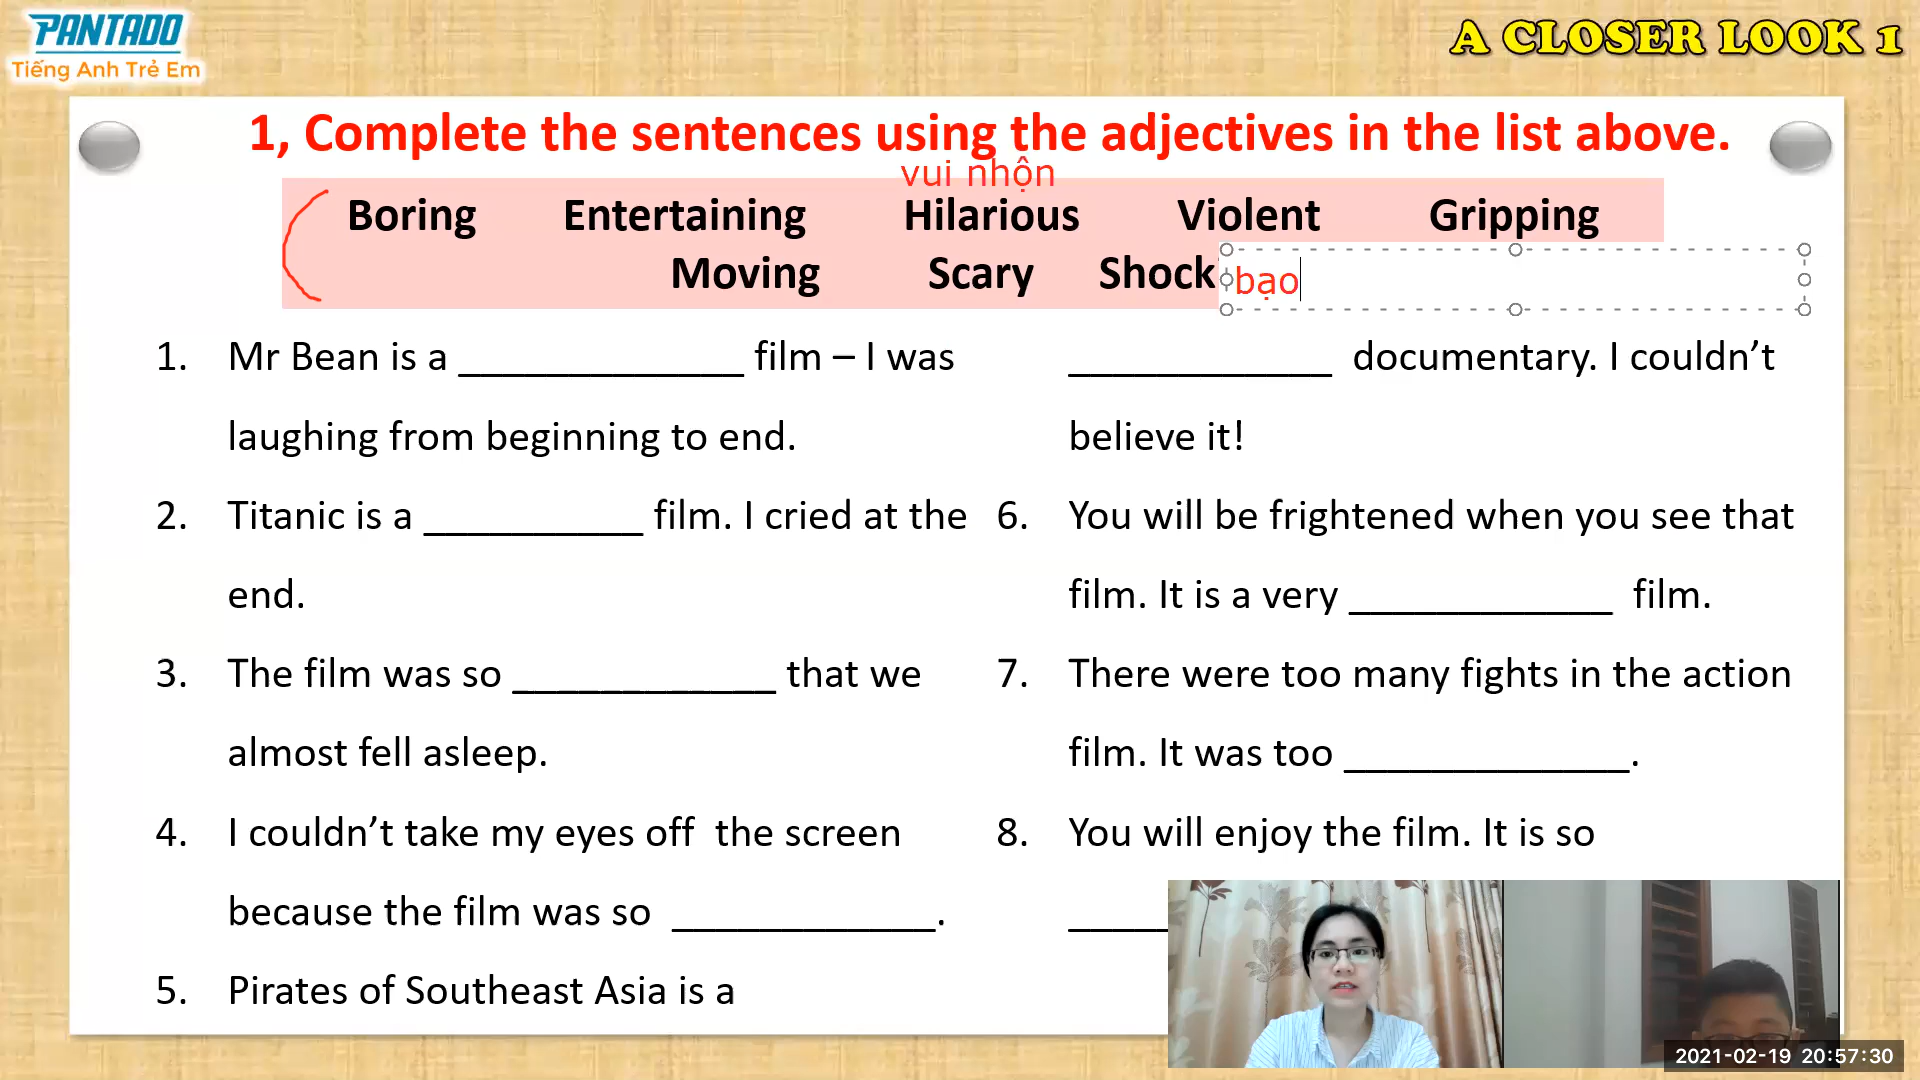 PANTADO
Tiếng Anh Trẻ Em
A CLOSER LOOK 1
1, Complete the sentences using the adjectives in the list above.
vui nhộn
Boring Entertaining Hilarious Violent Gripping
Moving Scary Shock
bạo
1. Mr Bean is a _____________ film – I was
laughing from beginning to end.
2. Titanic is a __________ film. I cried at the
end.
3. The film was so ____________ that we
almost fell asleep.
4. I couldn’t take my eyes off the screen
because the film was so ____________.
5. Pirates of Southeast Asia is a
____________ documentary. I couldn’t
believe it!
6. You will be frightened when you see that
film. It is a very ____________ film.
7. There were too many fights in the action
film. It was too _____________.
8. You will enjoy the film. It is so
_____
2021-02-19 20:57:30